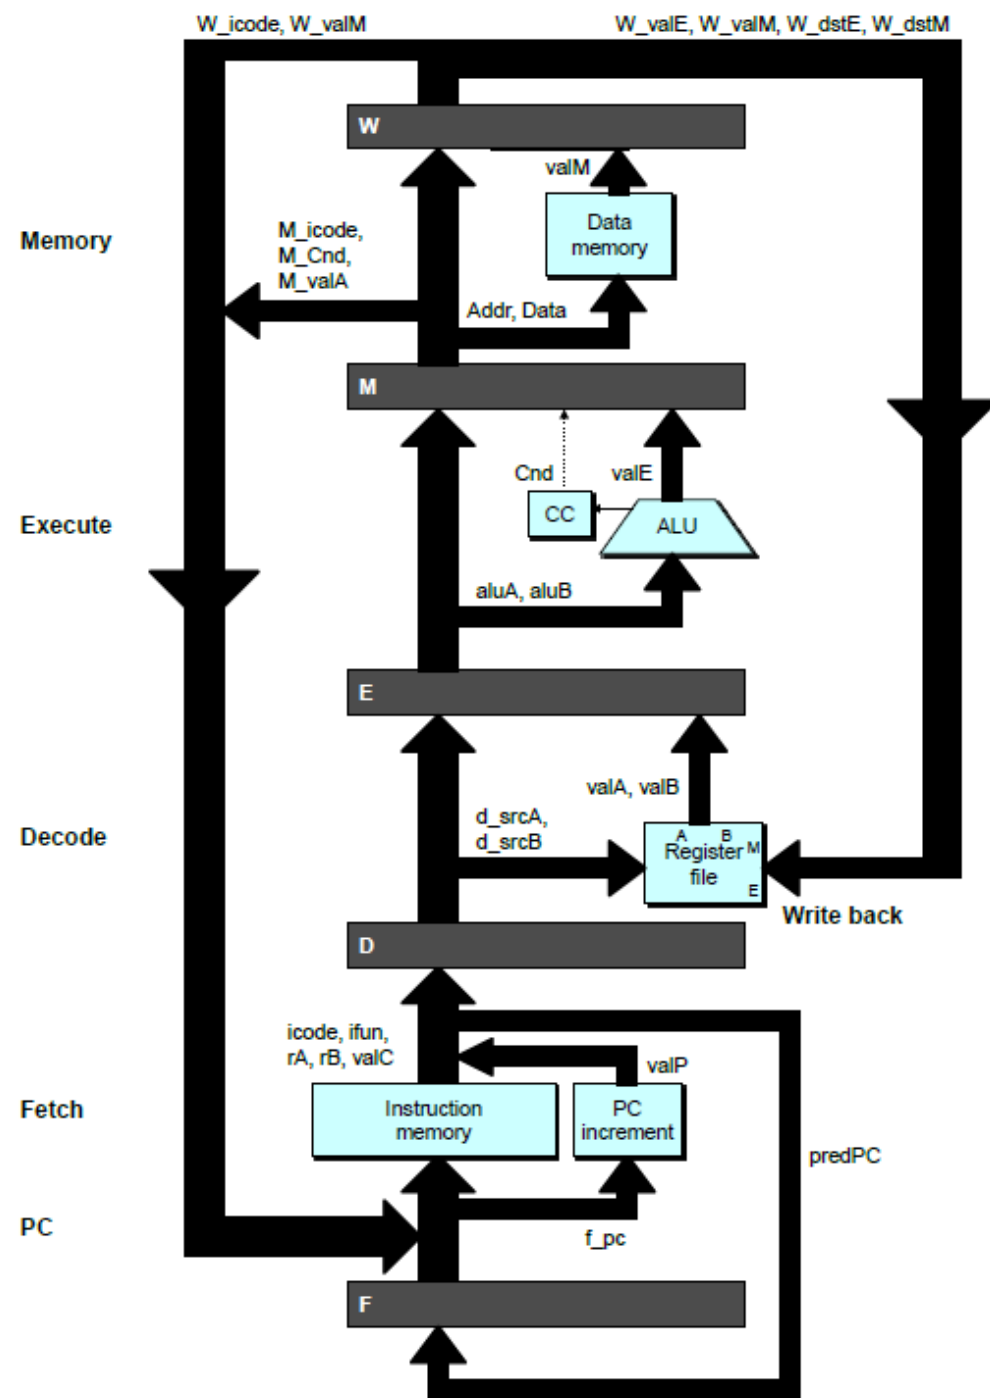 W_icode, W_valM
W_valE, W_valM, W_dstE, W_dstM
W
valM
Data
memory
Memory
M_icode,
M_Cnd,
M_valA
Addr, Data
M
Cnd
valE
CC
ALU
Execute
aluA, aluB
E
valA, valB
d_srcA,
d_srcB
A B
Register M
file
E
Decode
Write back
D
icode, ifun,
rA, rB, valC
valP
Fetch
Instruction
memory
PC
increment
predPC
PC
f_pc
F